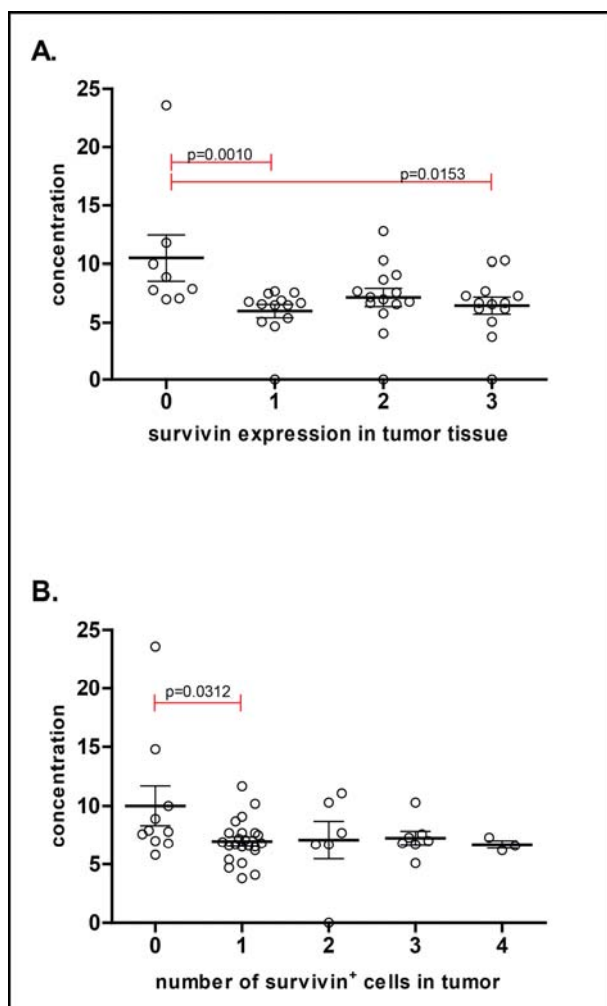 A.
25
20
15
10
5
0
concentration
p=0.0010
p=0.0153
0 1 2 3
survivin expression in tumor tissue
B.
25
20
15
10
5
0
concentration
p=0.0312
0 1 2 3 4
number of survivin⁺ cells in tumor